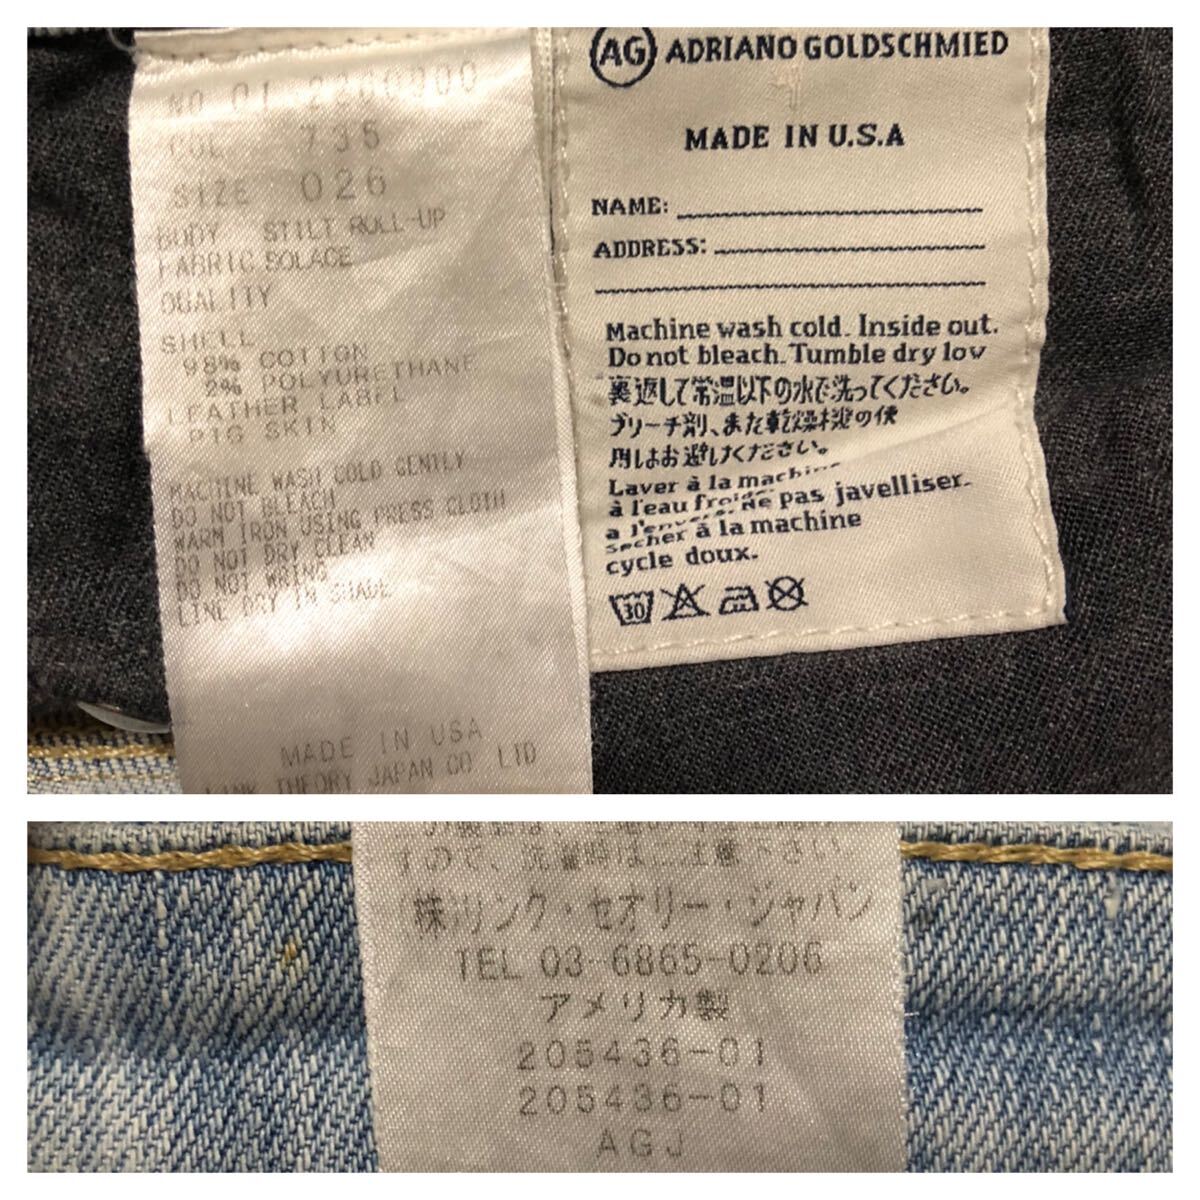 NO 01 2200900
COL 735
SIZE 026
BODY STILT ROLL-UP
FABRIC SOLACE
QUALITY
SHELL
98% COTTON
2% POLYURETHANE
LEATHER LABEL
PIG SKIN
MACHINE WASH COLD GENTLY
DO NOT BLEACH
WARM IRON USING PRESS CLOTH
DO NOT DRY CLEAN
DO NOT WRING
LINE DRY IN SHADE
MADE IN USA
LINK THEORY JAPAN CO LTD
AG ADRIANO GOLDSCHMIED
MADE IN U.S.A
NAME:
ADDRESS:
Machine wash cold. Inside out.
Do not bleach. Tumble dry low
裏返して常温以下の水で洗ってください。
ブリーチ剤、また乾燥機の使
用はお避けください。
Laver à la machine
à l'eau froide.
a l'envers. Ne pas javelliser.
Secher à la machine
cycle doux.
30
すので、洗濯時はご注意下さい
(株)リンク・セオリー・ジャパン
TEL 03-6865-0206
アメリカ製
205436-01
205436-01
AGJ